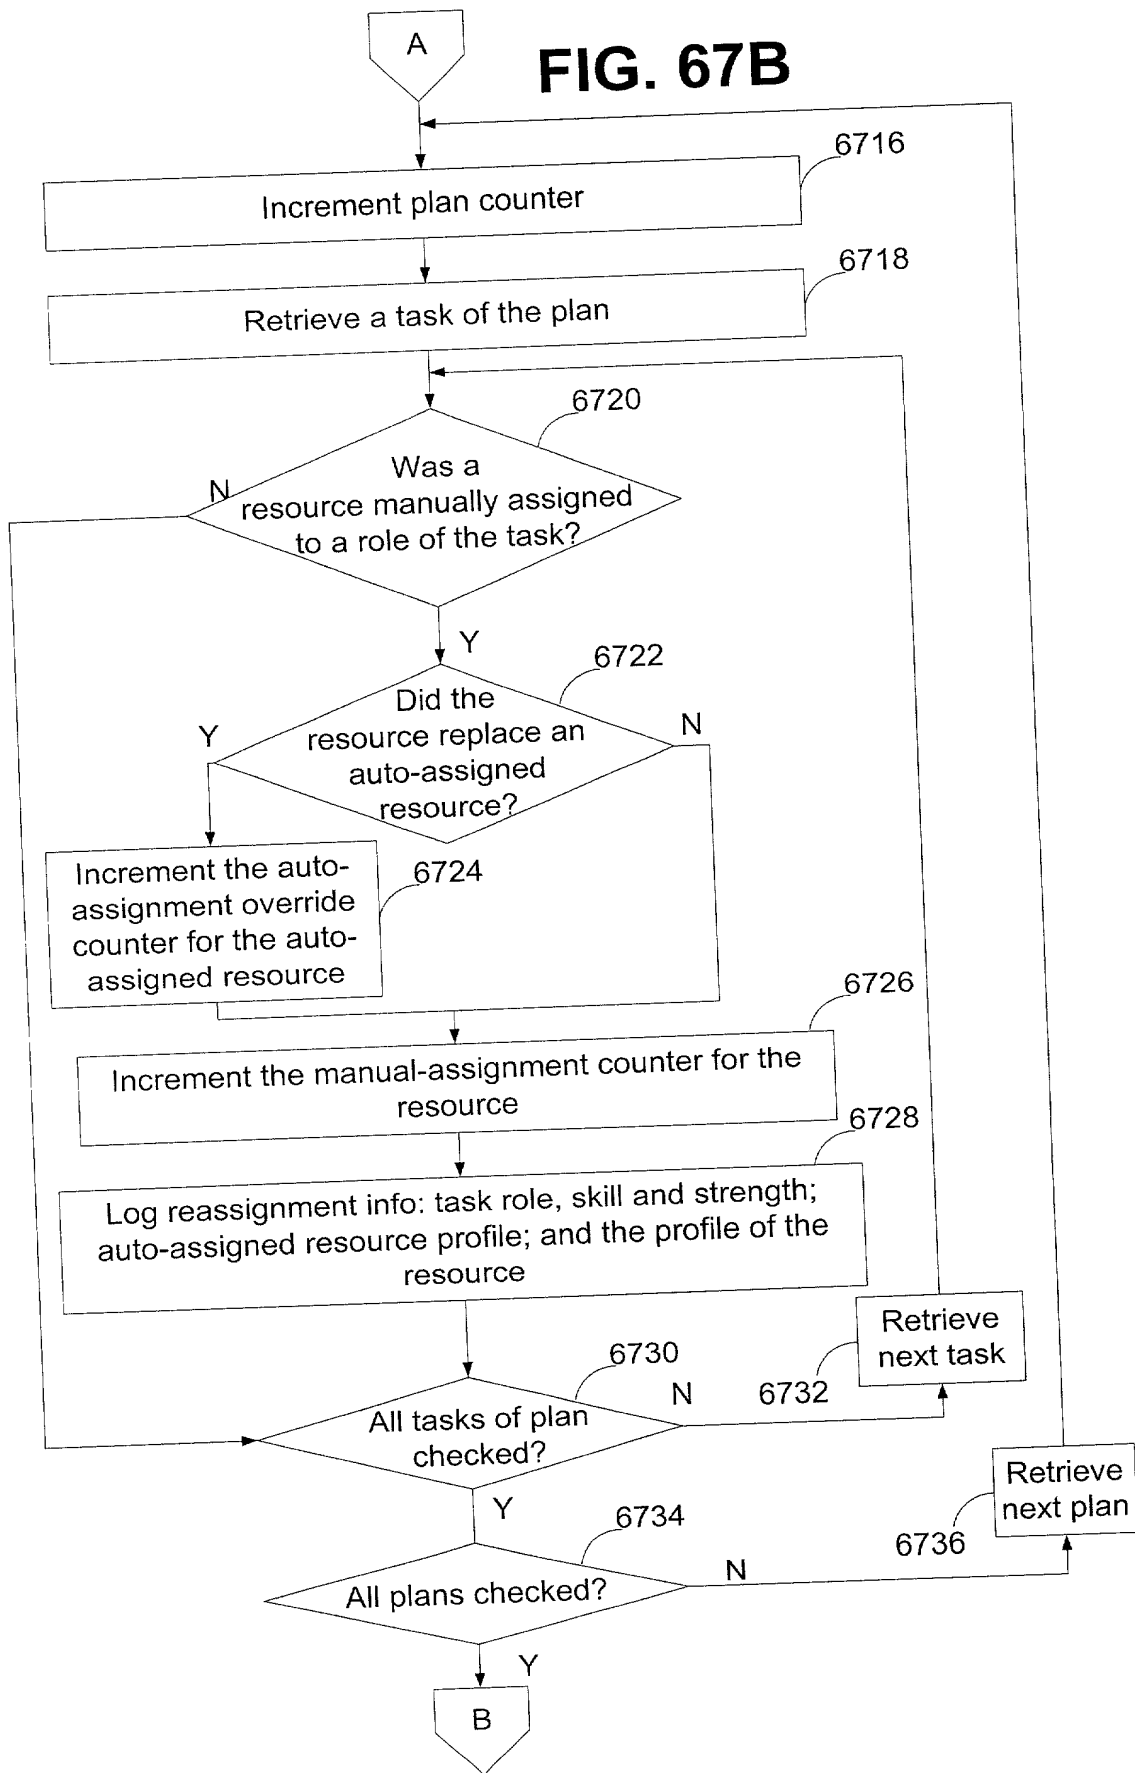 A
FIG. 67B
6716
Increment plan counter
6718
Retrieve a task of the plan
6720
Was a
resource manually assigned
to a role of the task?
N
Y
6722
Did the
resource replace an
auto-assigned
resource?
Y
N
Increment the auto-
assignment override
counter for the auto-
assigned resource
6724
6726
Increment the manual-assignment counter for the
resource
6728
Log reassignment info: task role, skill and strength;
auto-assigned resource profile; and the profile of the
resource
Retrieve
next task
6732
6730
All tasks of plan
checked?
N
Y
Retrieve
next plan
6736
6734
All plans checked?
N
Y
B